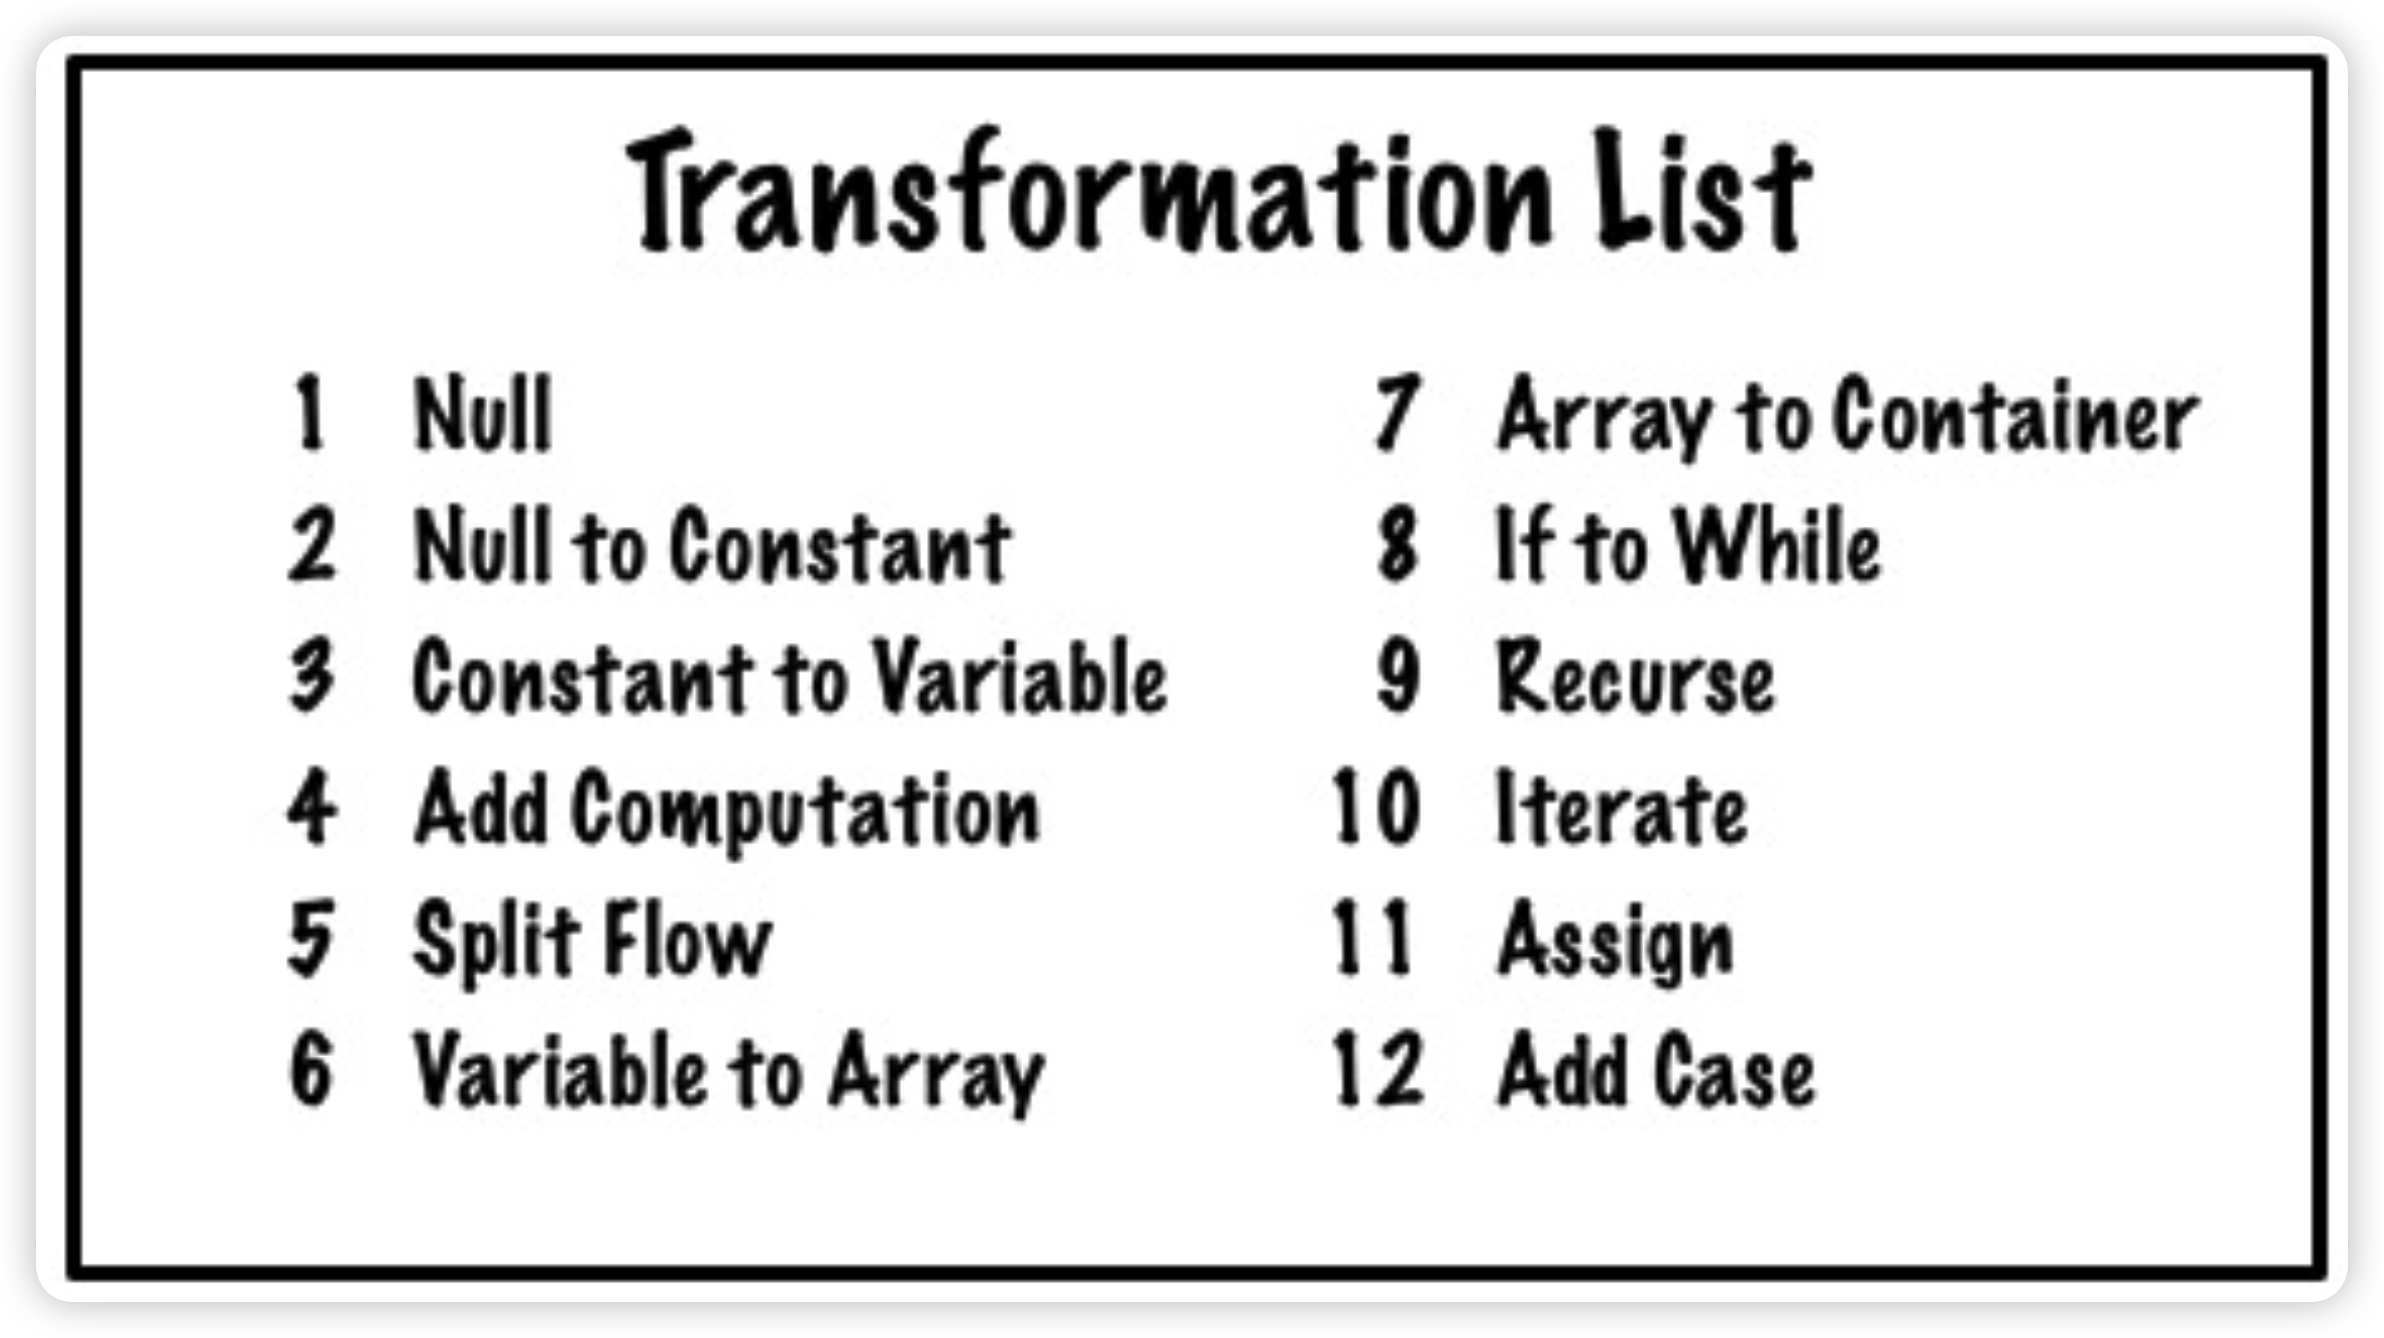 Transformation List
1 Null
2 Null to Constant
3 Constant to Variable
4 Add Computation
5 Split Flow
6 Variable to Array
7 Array to Container
8 If to While
9 Recurse
10 Iterate
11 Assign
12 Add Case